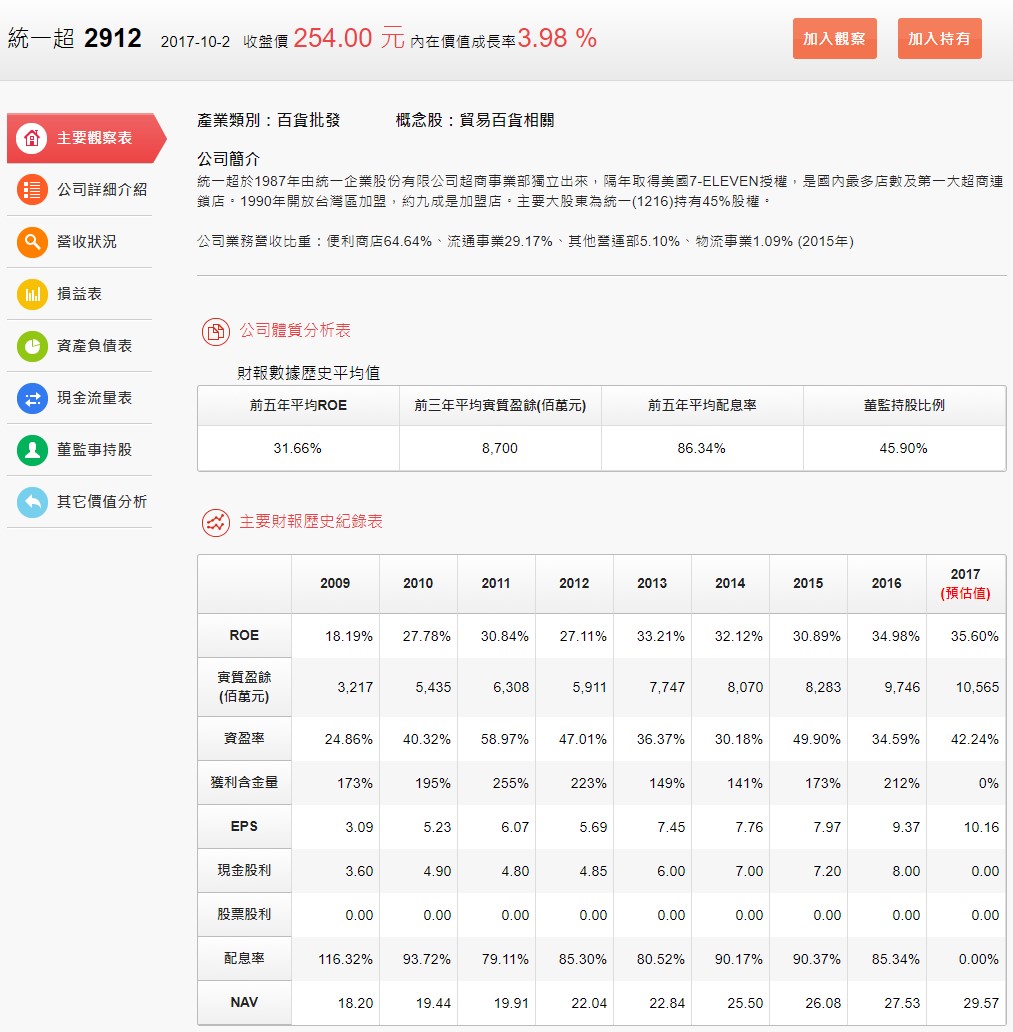 統一超 2912 2017-10-2 收盤價 254.00 元 內在價值成長率3.98 %
加入觀察 加入持有
主要觀察表
公司詳細介紹
營收狀況
損益表
資產負債表
現金流量表
董監事持股
其它價值分析
產業類別：百貨批發 概念股：貿易百貨相關
公司簡介
統一超於1987年由統一企業股份有限公司超商事業部獨立出來，隔年取得美國7-ELEVEN授權，是國內最多店數及第一大超商連
鎖店。1990年開放台灣區加盟，約九成是加盟店。主要大股東為統一(1216)持有45%股權。
公司業務營收比重：便利商店64.64%、流通事業29.17%、其他營運部5.10%、物流事業1.09% (2015年)
公司體質分析表
財報數據歷史平均值
前五年平均ROE 前三年平均實質盈餘(佰萬元) 前五年平均配息率 董監持股比例
31.66% 8,700 86.34% 45.90%
主要財報歷史紀錄表
2009 2010 2011 2012 2013 2014 2015 2016 2017
(預估值)
ROE 18.19% 27.78% 30.84% 27.11% 33.21% 32.12% 30.89% 34.98% 35.60%
實質盈餘
(佰萬元) 3,217 5,435 6,308 5,911 7,747 8,070 8,283 9,746 10,565
資盈率 24.86% 40.32% 58.97% 47.01% 36.37% 30.18% 49.90% 34.59% 42.24%
獲利含金量 173% 195% 255% 223% 149% 141% 173% 212% 0%
EPS 3.09 5.23 6.07 5.69 7.45 7.76 7.97 9.37 10.16
現金股利 3.60 4.90 4.80 4.85 6.00 7.00 7.20 8.00 0.00
股票股利 0.00 0.00 0.00 0.00 0.00 0.00 0.00 0.00 0.00
配息率 116.32% 93.72% 79.11% 85.30% 80.52% 90.17% 90.37% 85.34% 0.00%
NAV 18.20 19.44 19.91 22.04 22.84 25.50 26.08 27.53 29.57